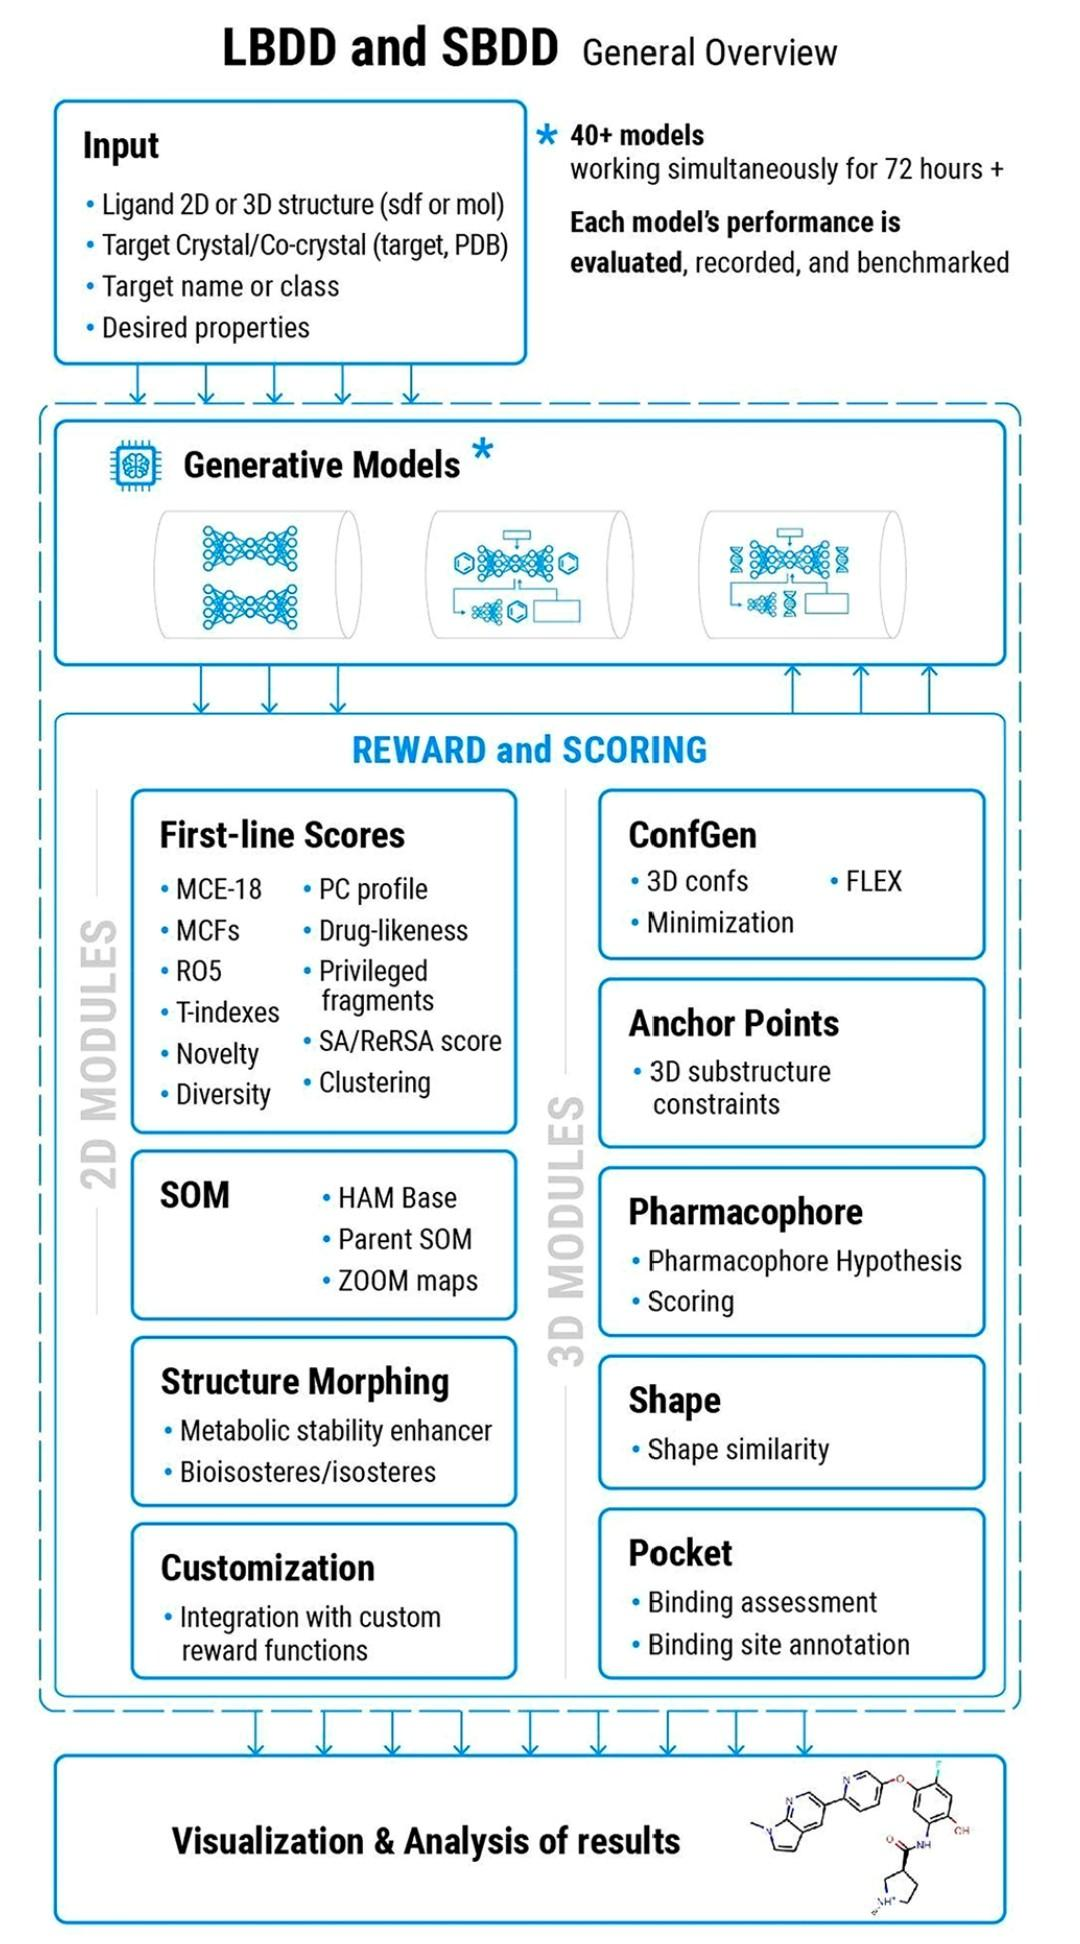 LBDD and SBDD General Overview
Input
• Ligand 2D or 3D structure (sdf or mol)
• Target Crystal/Co-crystal (target, PDB)
• Target name or class
• Desired properties
* 40+ models
working simultaneously for 72 hours +
Each model’s performance is
evaluated, recorded, and benchmarked
Generative Models *
REWARD and SCORING
2D MODULES
First-line Scores
• MCE-18
• MCFs
• RO5
• T-indexes
• Novelty
• Diversity
• PC profile
• Drug-likeness
• Privileged
fragments
• SA/ReRSA score
• Clustering
SOM
• HAM Base
• Parent SOM
• ZOOM maps
Structure Morphing
• Metabolic stability enhancer
• Bioisosteres/isosteres
Customization
• Integration with custom
reward functions
3D MODULES
ConfGen
• 3D confs
• Minimization
• FLEX
Anchor Points
• 3D substructure
constraints
Pharmacophore
• Pharmacophore Hypothesis
• Scoring
Shape
• Shape similarity
Pocket
• Binding assessment
• Binding site annotation
Visualization & Analysis of results
N
N
N
O
F
OH
NH
O
NH+